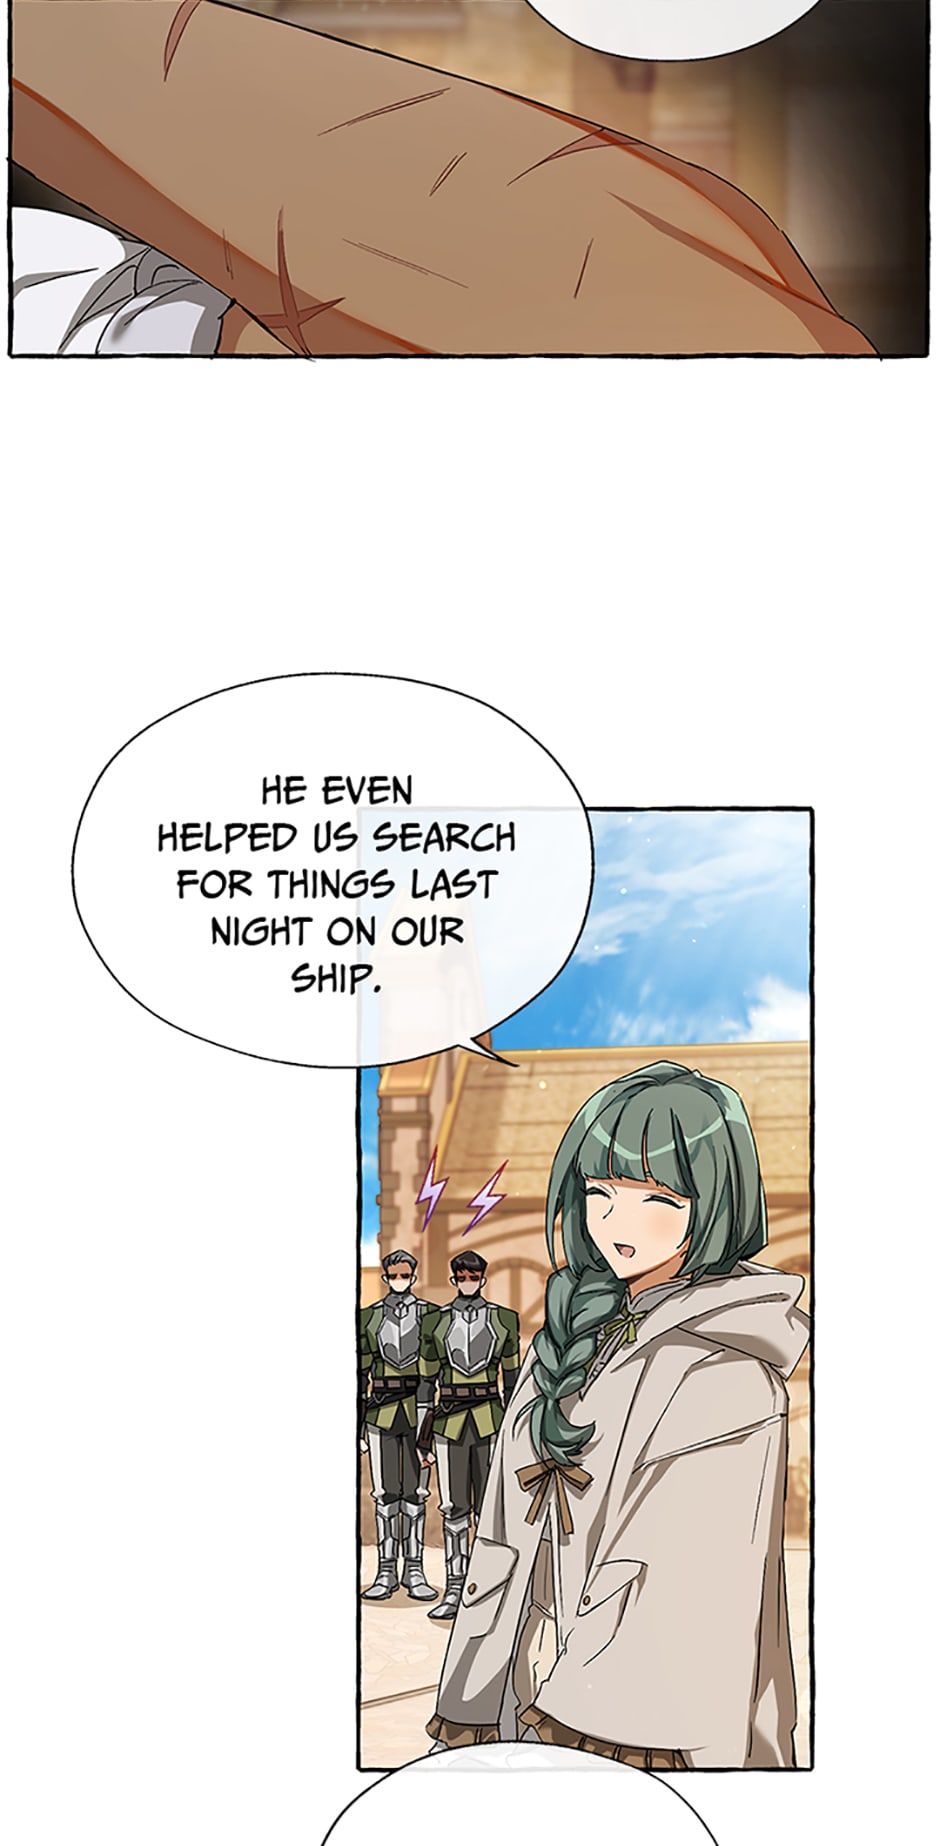 HE EVEN
HELPED US SEARCH
FOR THINGS LAST
NIGHT ON OUR
SHIP.